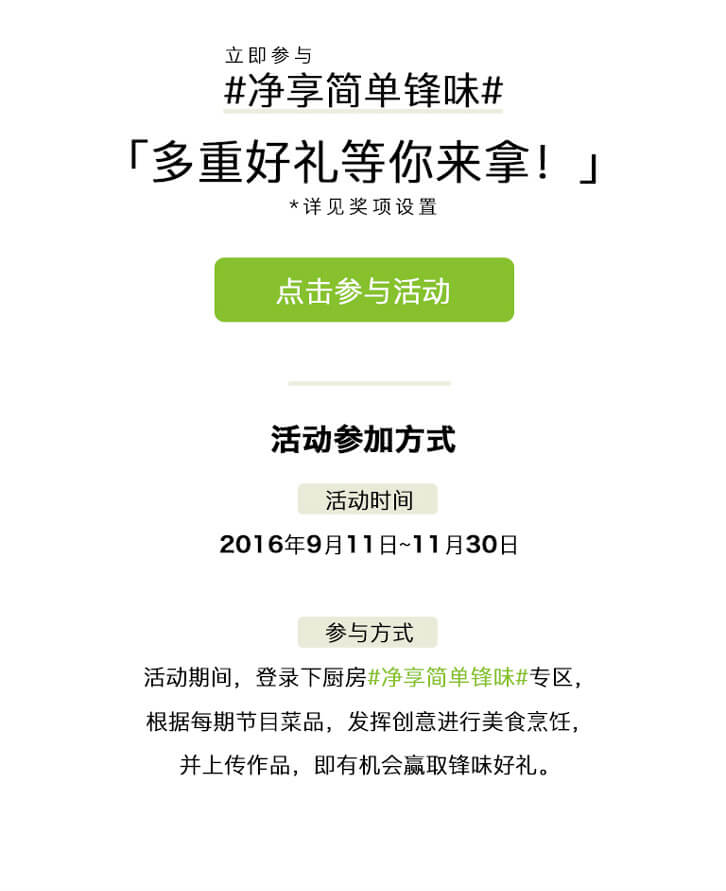 立即参与
#净享简单锋味#
「多重好礼等你来拿！」
*详见奖项设置
点击参与活动
活动参加方式
活动时间
2016年9月11日~11月30日
参与方式
活动期间，登录下厨房#净享简单锋味#专区，
根据每期节目菜品，发挥创意进行美食烹饪，
并上传作品，即有机会赢取锋味好礼。